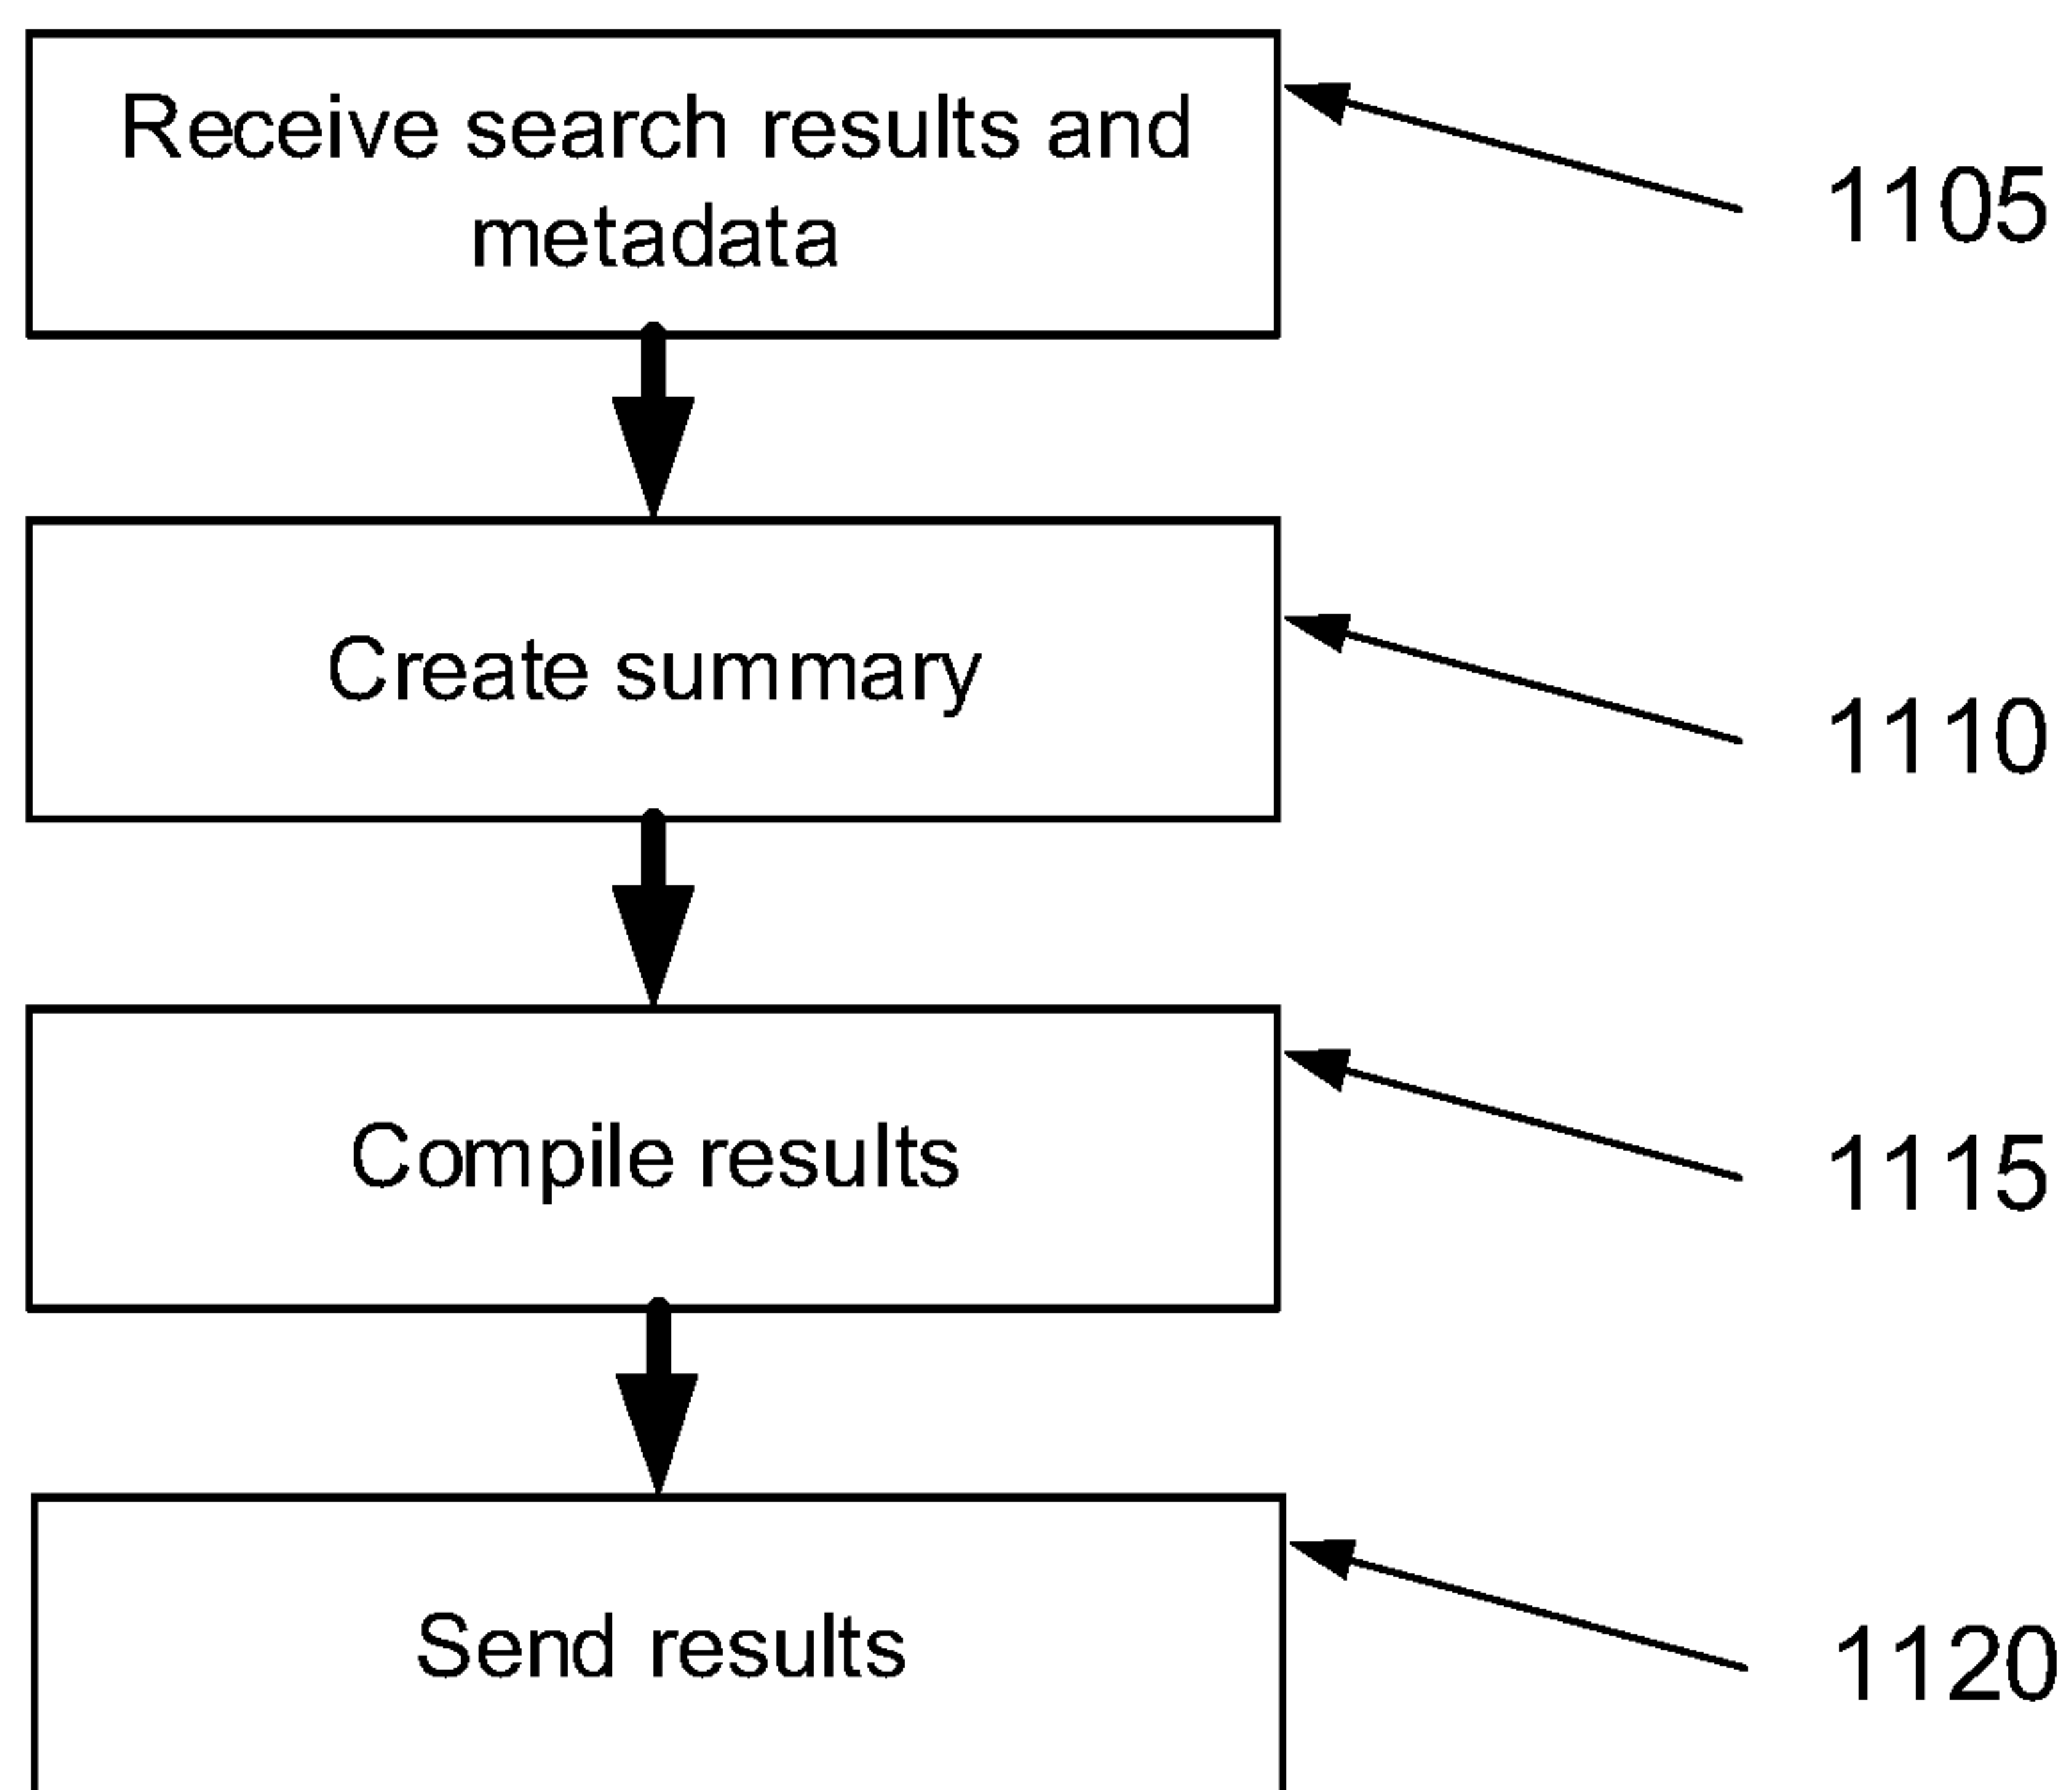 Receive search results and
metadata
1105
Create summary
1110
Compile results
1115
Send results
1120